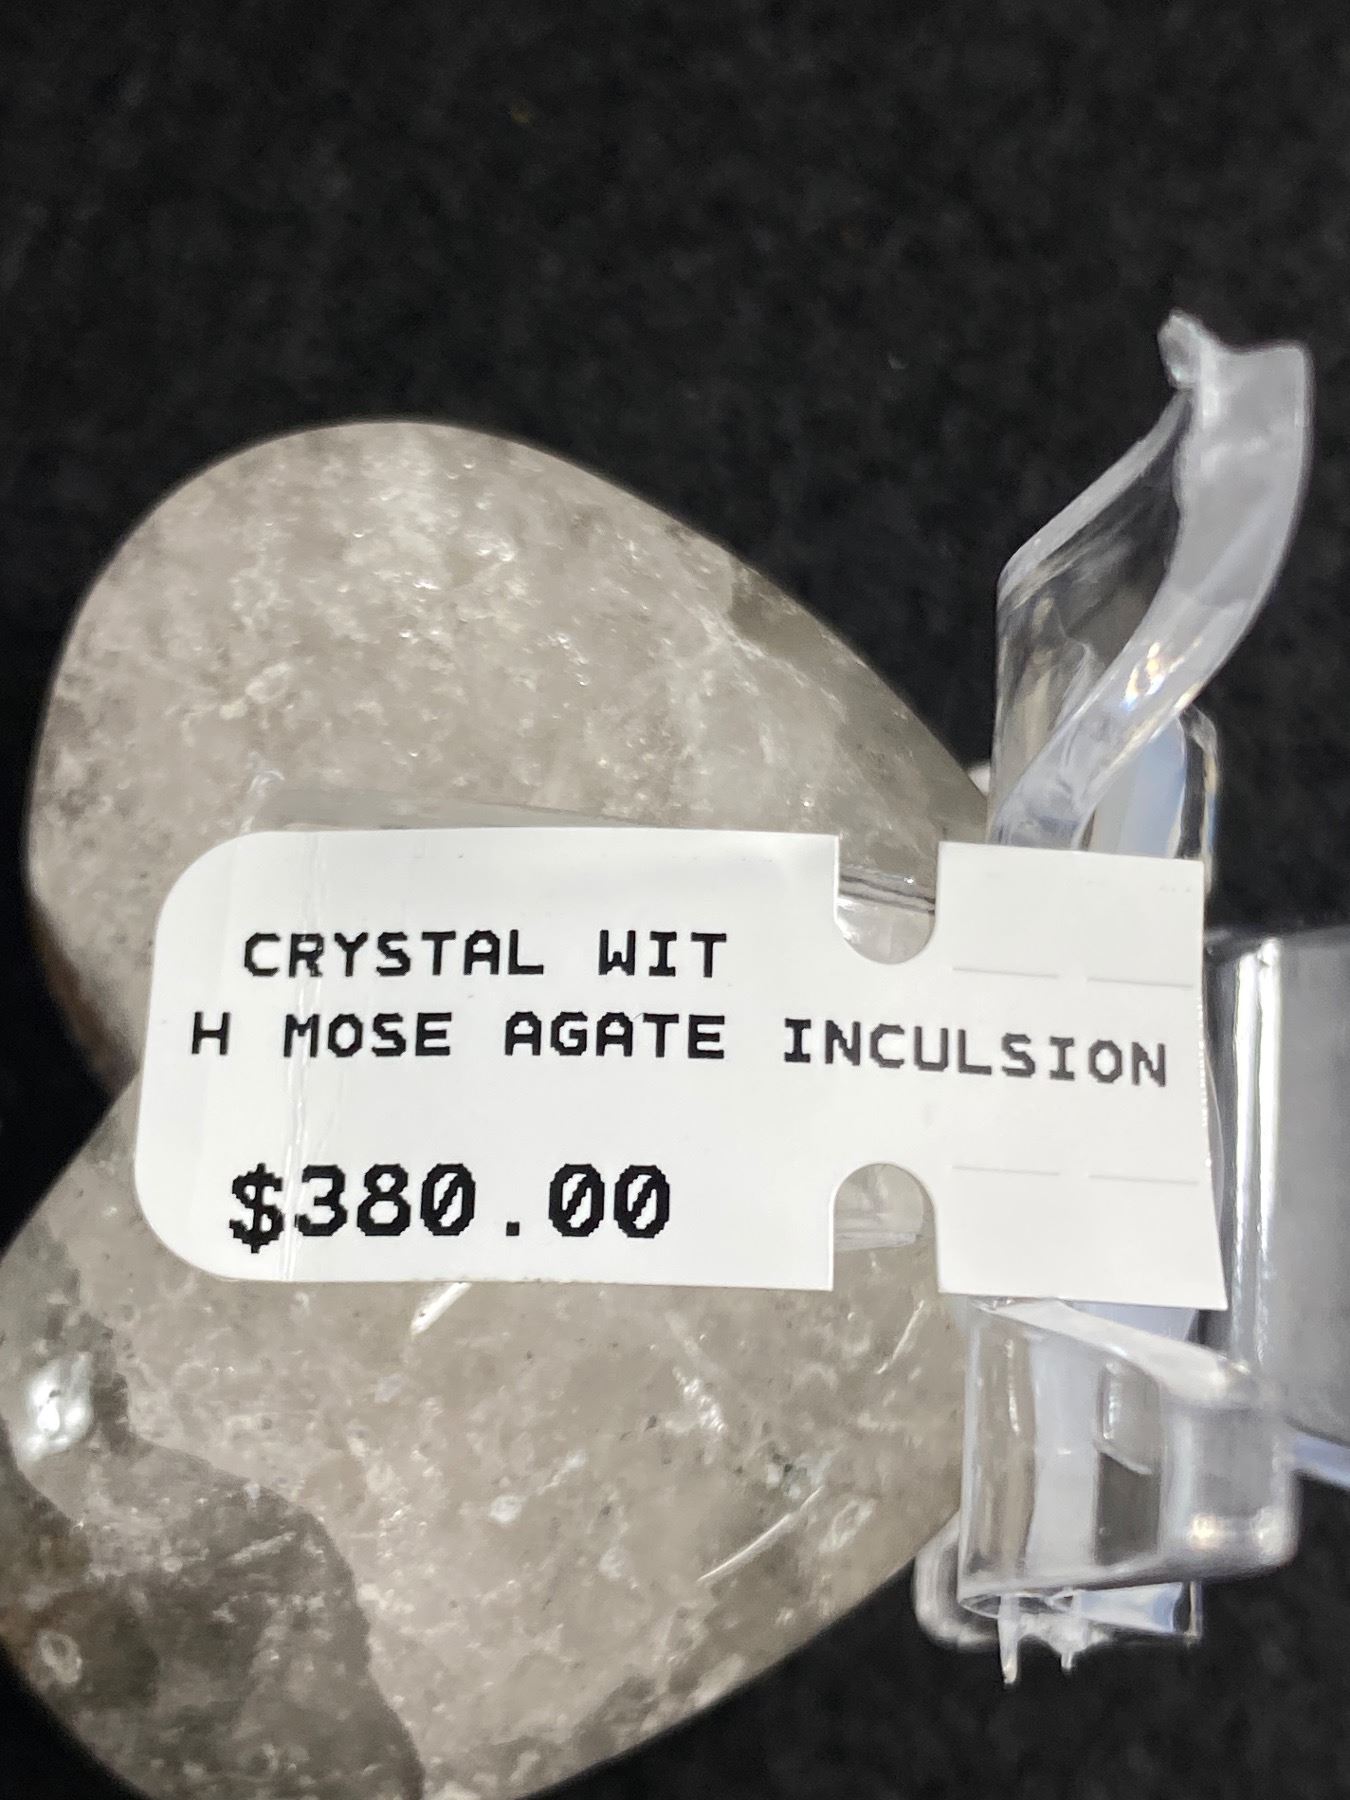 CRYSTAL WIT
H MOSE AGATE INCULSION
$380.00